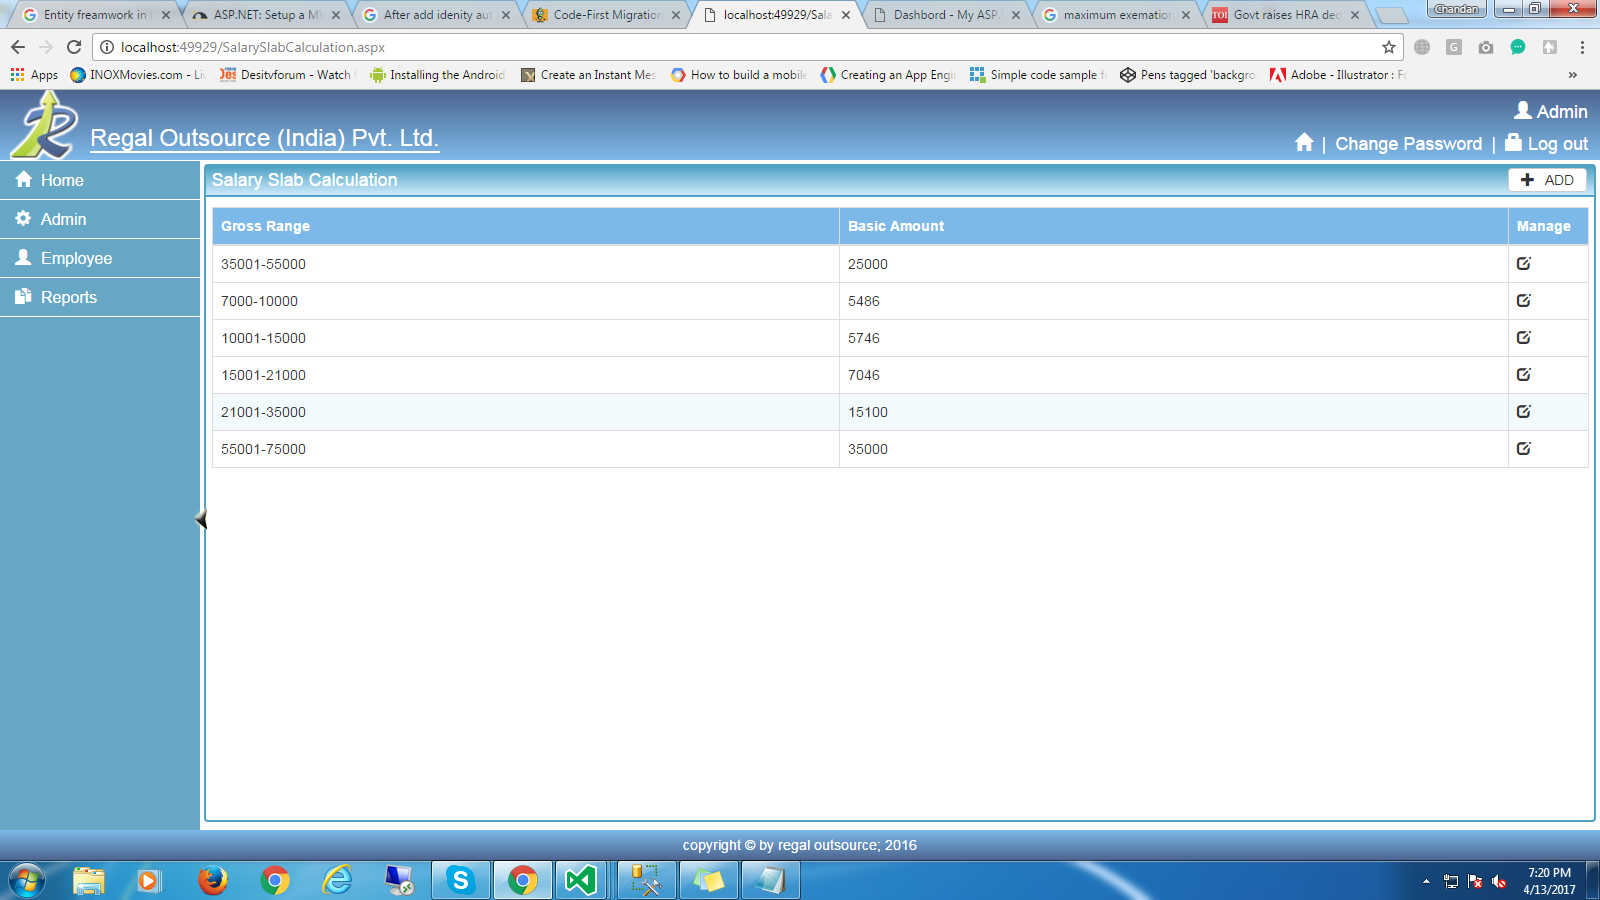 Entity freamwork in
ASP.NET: Setup a M
After add idenity aut
Code-First Migration
localhost:49929/Sala
Dashbord - My ASP.
maximum exemation
TOI Govt raises HRA ded
Chandan
localhost:49929/SalarySlabCalculation.aspx
Apps
INOXMovies.com - Liv
Desitvforum - Watch
Installing the Android
Create an Instant Mes
How to build a mobile
Creating an App Engi
Simple code sample f
Pens tagged 'backgro
Adobe - Illustrator : Fo
»
Regal Outsource (India) Pvt. Ltd.
Admin
| Change Password | Log out
Home
Admin
Employee
Reports
Salary Slab Calculation
ADD
Gross Range Basic Amount Manage
35001-55000 25000
7000-10000 5486
10001-15000 5746
15001-21000 7046
21001-35000 15100
55001-75000 35000
copyright © by regal outsource; 2016
7:20 PM
4/13/2017